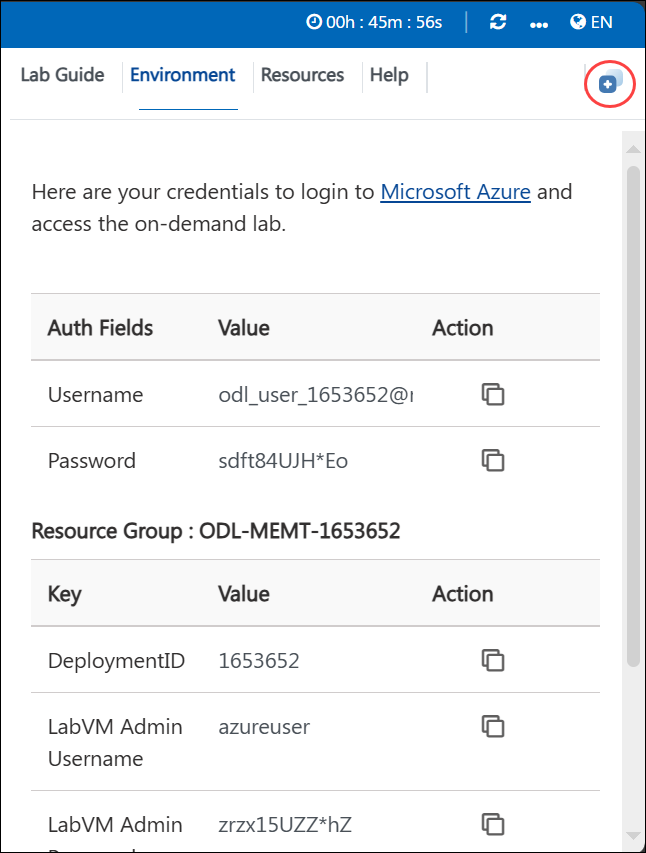 00h : 45m : 56s
EN
Lab Guide Environment Resources Help
Here are your credentials to login to Microsoft Azure and
access the on-demand lab.
Auth Fields Value Action
Username odl_user_1653652@
Password sdft84UJH*Eo
Resource Group : ODL-MEMT-1653652
Key Value Action
DeploymentID 1653652
LabVM Admin azureuser
Username
LabVM Admin zrzx15UZZ*hZ